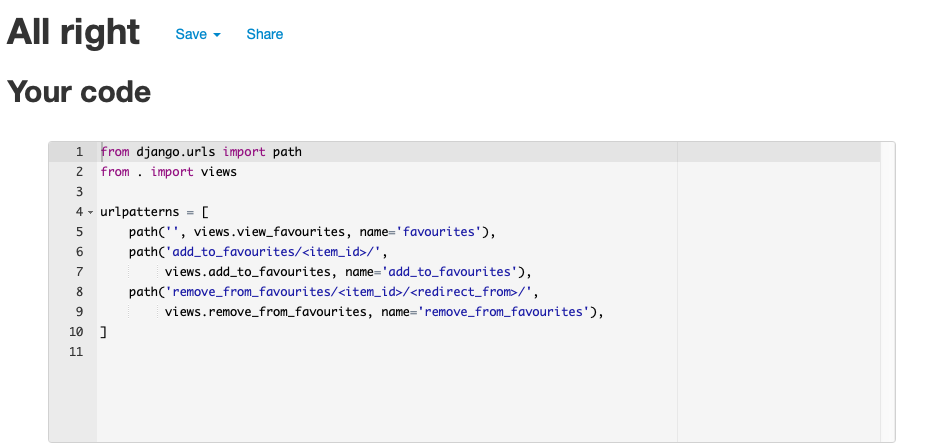 All right Save Share
Your code
1 from django.urls import path
2 from . import views
3
4 urlpatterns = [
5     path('', views.view_favourites, name='favourites'),
6     path('add_to_favourites/<item_id>/',
7          views.add_to_favourites, name='add_to_favourites'),
8     path('remove_from_favourites/<item_id>/<redirect_from>/',
9          views.remove_from_favourites, name='remove_from_favourites'),
10 ]
11